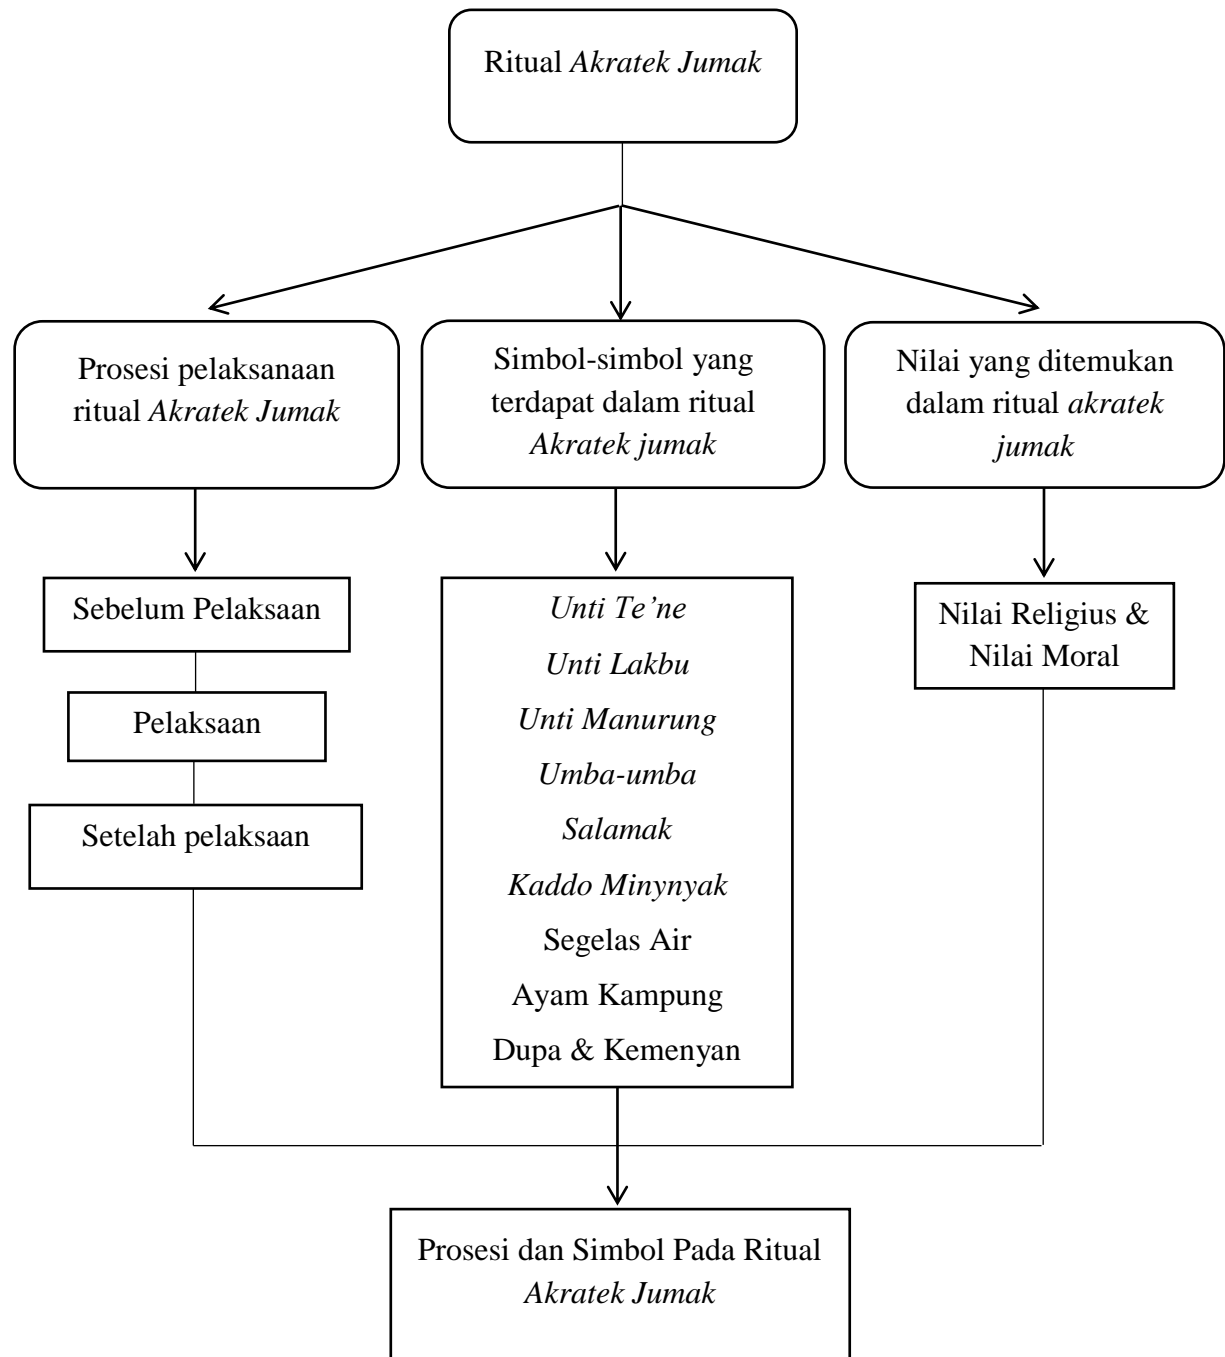 Ritual Akratek Jumak
Prosesi pelaksanaan
ritual Akratek Jumak
Simbol-simbol yang
terdapat dalam ritual
Akratek jumak
Nilai yang ditemukan
dalam ritual akratek
jumak
Sebelum Pelaksaan
Pelaksaan
Setelah pelaksaan
Unti Te’ne
Unti Lakbu
Unti Manurung
Umba-umba
Salamak
Kaddo Minynyak
Segelas Air
Ayam Kampung
Dupa & Kemenyan
Nilai Religius &
Nilai Moral
Prosesi dan Simbol Pada Ritual
Akratek Jumak